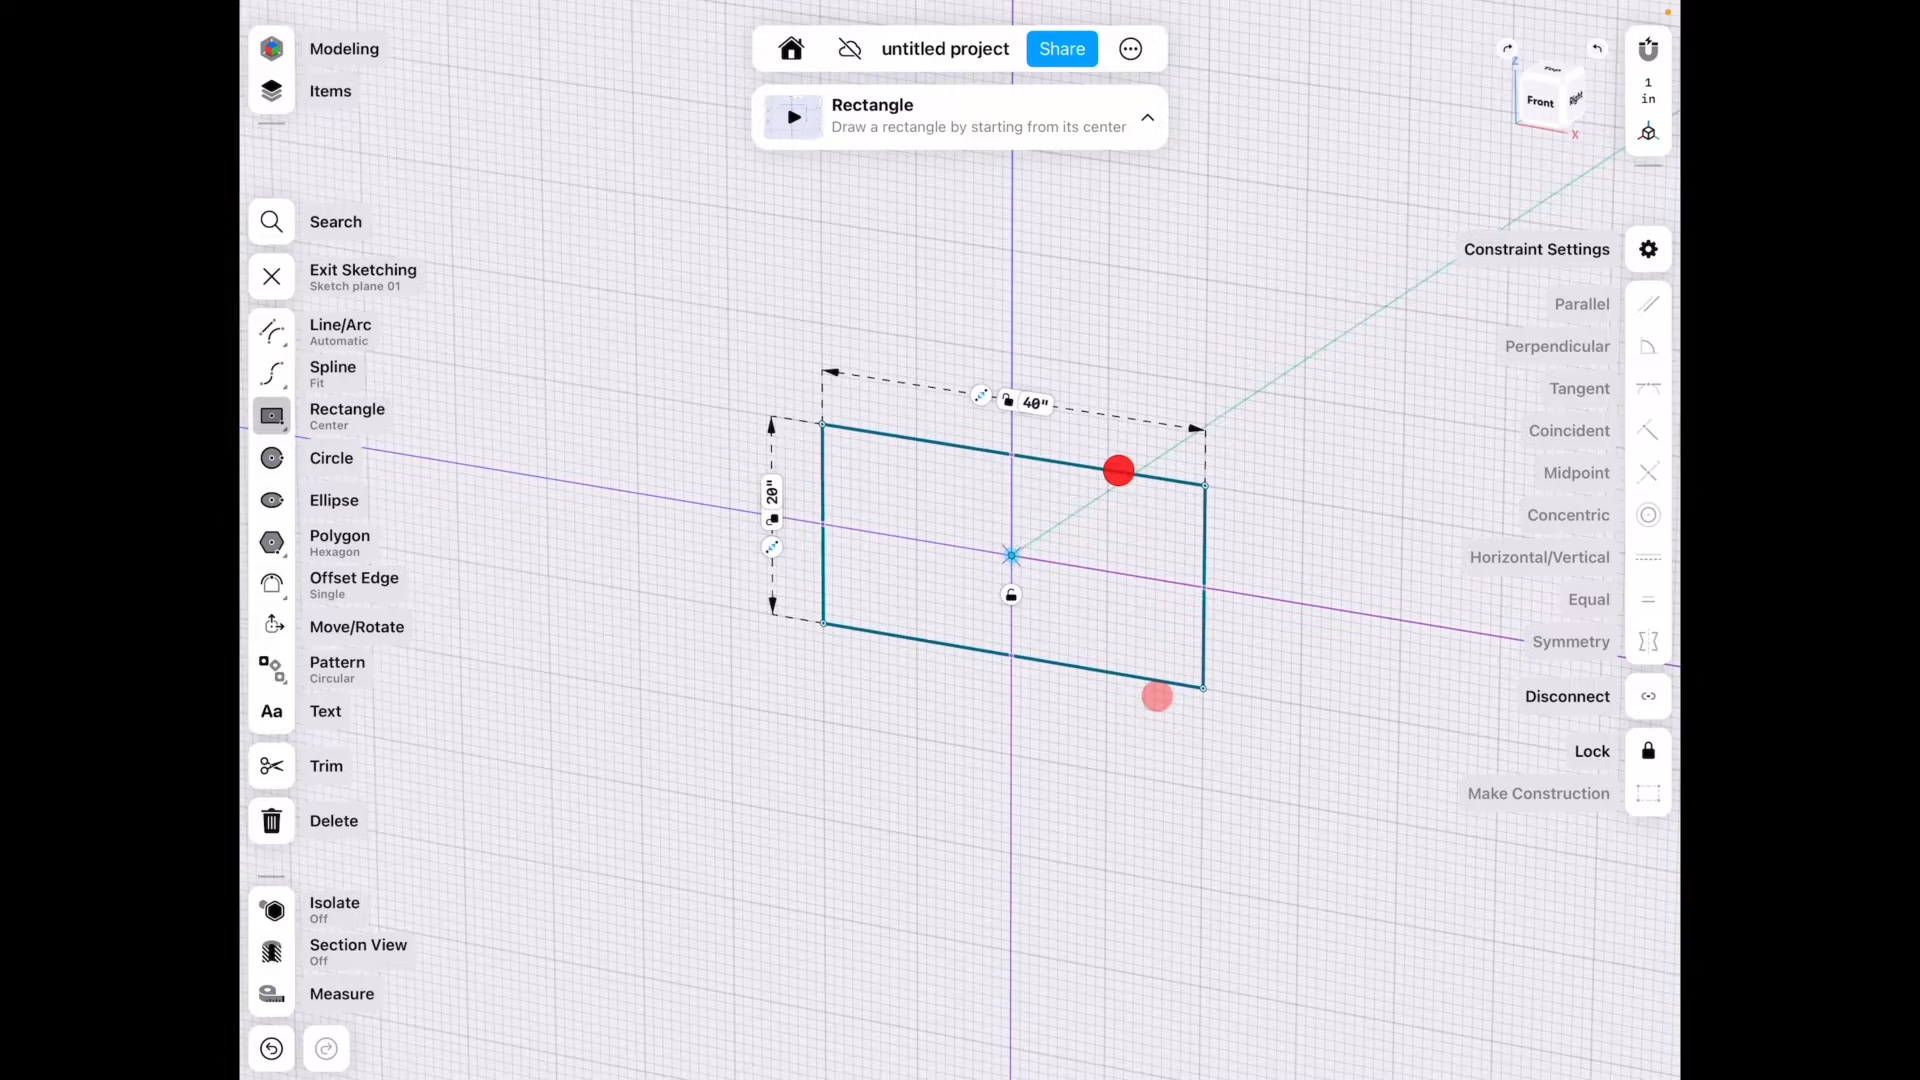 Modeling
Items
untitled project
Share
Rectangle
Draw a rectangle by starting from its center
Top
Front
Right
Z
X
1
in
Search
Exit Sketching
Sketch plane 01
Line/Arc
Automatic
Spline
Fit
Rectangle
Center
Circle
Ellipse
Polygon
Hexagon
Offset Edge
Single
Move/Rotate
Pattern
Circular
Aa
Text
Trim
Delete
Isolate
Off
Section View
Off
Measure
40"
20"
Constraint Settings
Parallel
Perpendicular
Tangent
Coincident
Midpoint
Concentric
Horizontal/Vertical
Equal
Symmetry
Disconnect
Lock
Make Construction